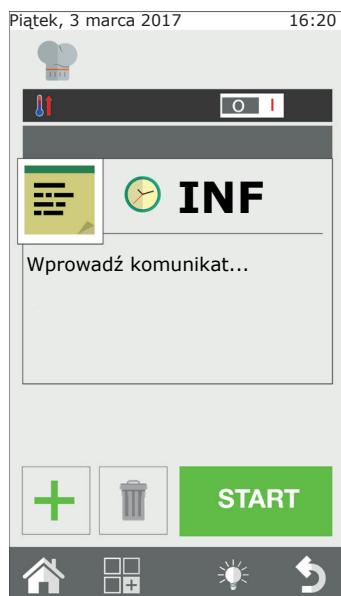 Piątek, 3 marca 2017 16:20
O I
INF
Wprowadź komunikat...
START